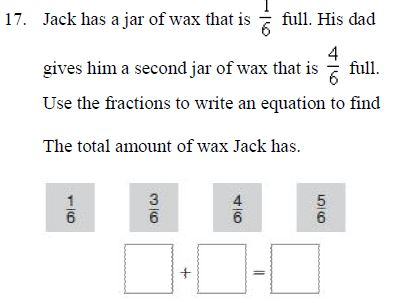 17. Jack has a jar of wax that is 1/6 full. His dad
gives him a second jar of wax that is 4/6 full.
Use the fractions to write an equation to find
The total amount of wax Jack has.
1/6 3/6 4/6 5/6
+ =